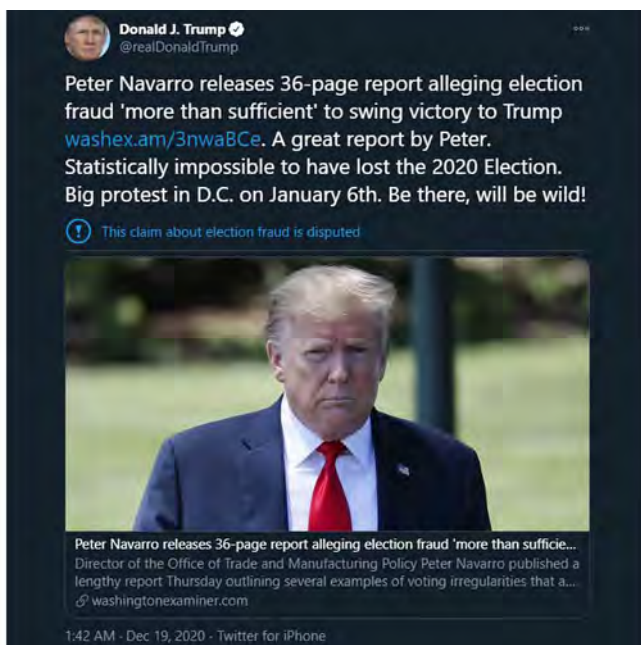 Donald J. Trump
@realDonaldTrump
Peter Navarro releases 36-page report alleging election
fraud 'more than sufficient' to swing victory to Trump
washex.am/3nwaBCe. A great report by Peter.
Statistically impossible to have lost the 2020 Election.
Big protest in D.C. on January 6th. Be there, will be wild!
This claim about election fraud is disputed
Peter Navarro releases 36-page report alleging election fraud 'more than sufficie...
Director of the Office of Trade and Manufacturing Policy Peter Navarro published a
lengthy report Thursday outlining several examples of voting irregularities that a...
washingtonexaminer.com
1:42 AM · Dec 19, 2020 · Twitter for iPhone